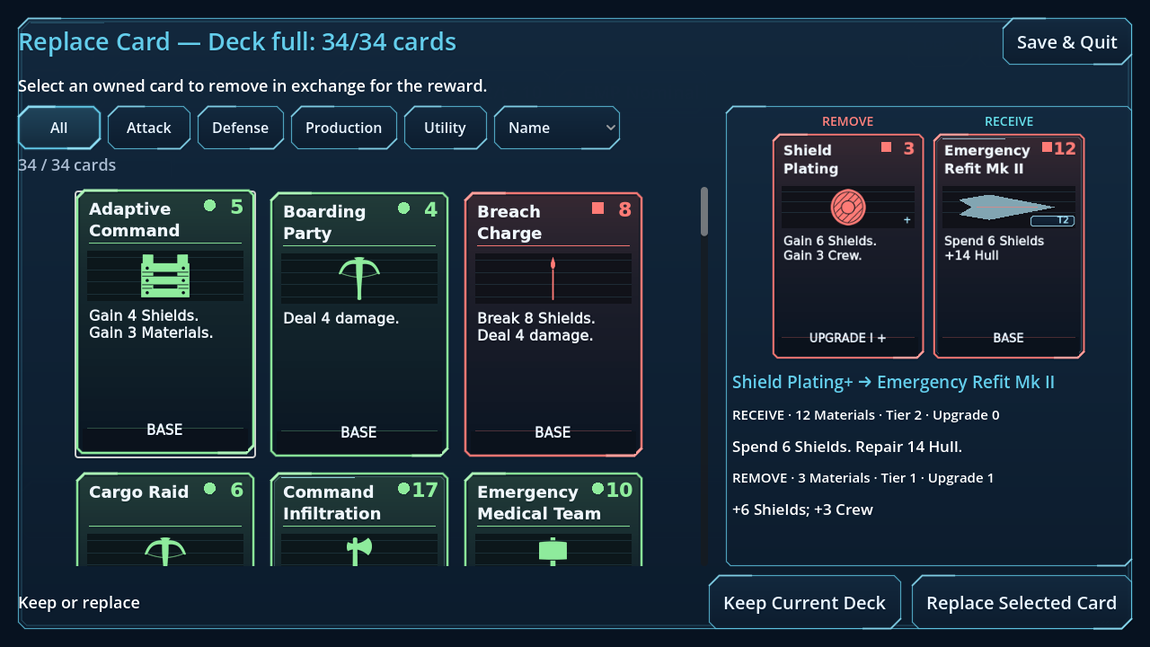 Replace Card — Deck full: 34/34 cards
Save & Quit
Select an owned card to remove in exchange for the reward.
All
Attack
Defense
Production
Utility
Name
34 / 34 cards
Adaptive
Command
5
Gain 4 Shields.
Gain 3 Materials.
BASE
Boarding
Party
4
Deal 4 damage.
BASE
Breach
Charge
8
Break 8 Shields.
Deal 4 damage.
BASE
Cargo Raid
6
Command
Infiltration
17
Emergency
Medical Team
10
REMOVE
Shield
Plating
3
+
Gain 6 Shields.
Gain 3 Crew.
UPGRADE I +
RECEIVE
Emergency
Refit Mk II
12
T2
Spend 6 Shields
+14 Hull
BASE
Shield Plating+ → Emergency Refit Mk II
RECEIVE · 12 Materials · Tier 2 · Upgrade 0
Spend 6 Shields. Repair 14 Hull.
REMOVE · 3 Materials · Tier 1 · Upgrade 1
+6 Shields; +3 Crew
Keep or replace
Keep Current Deck
Replace Selected Card